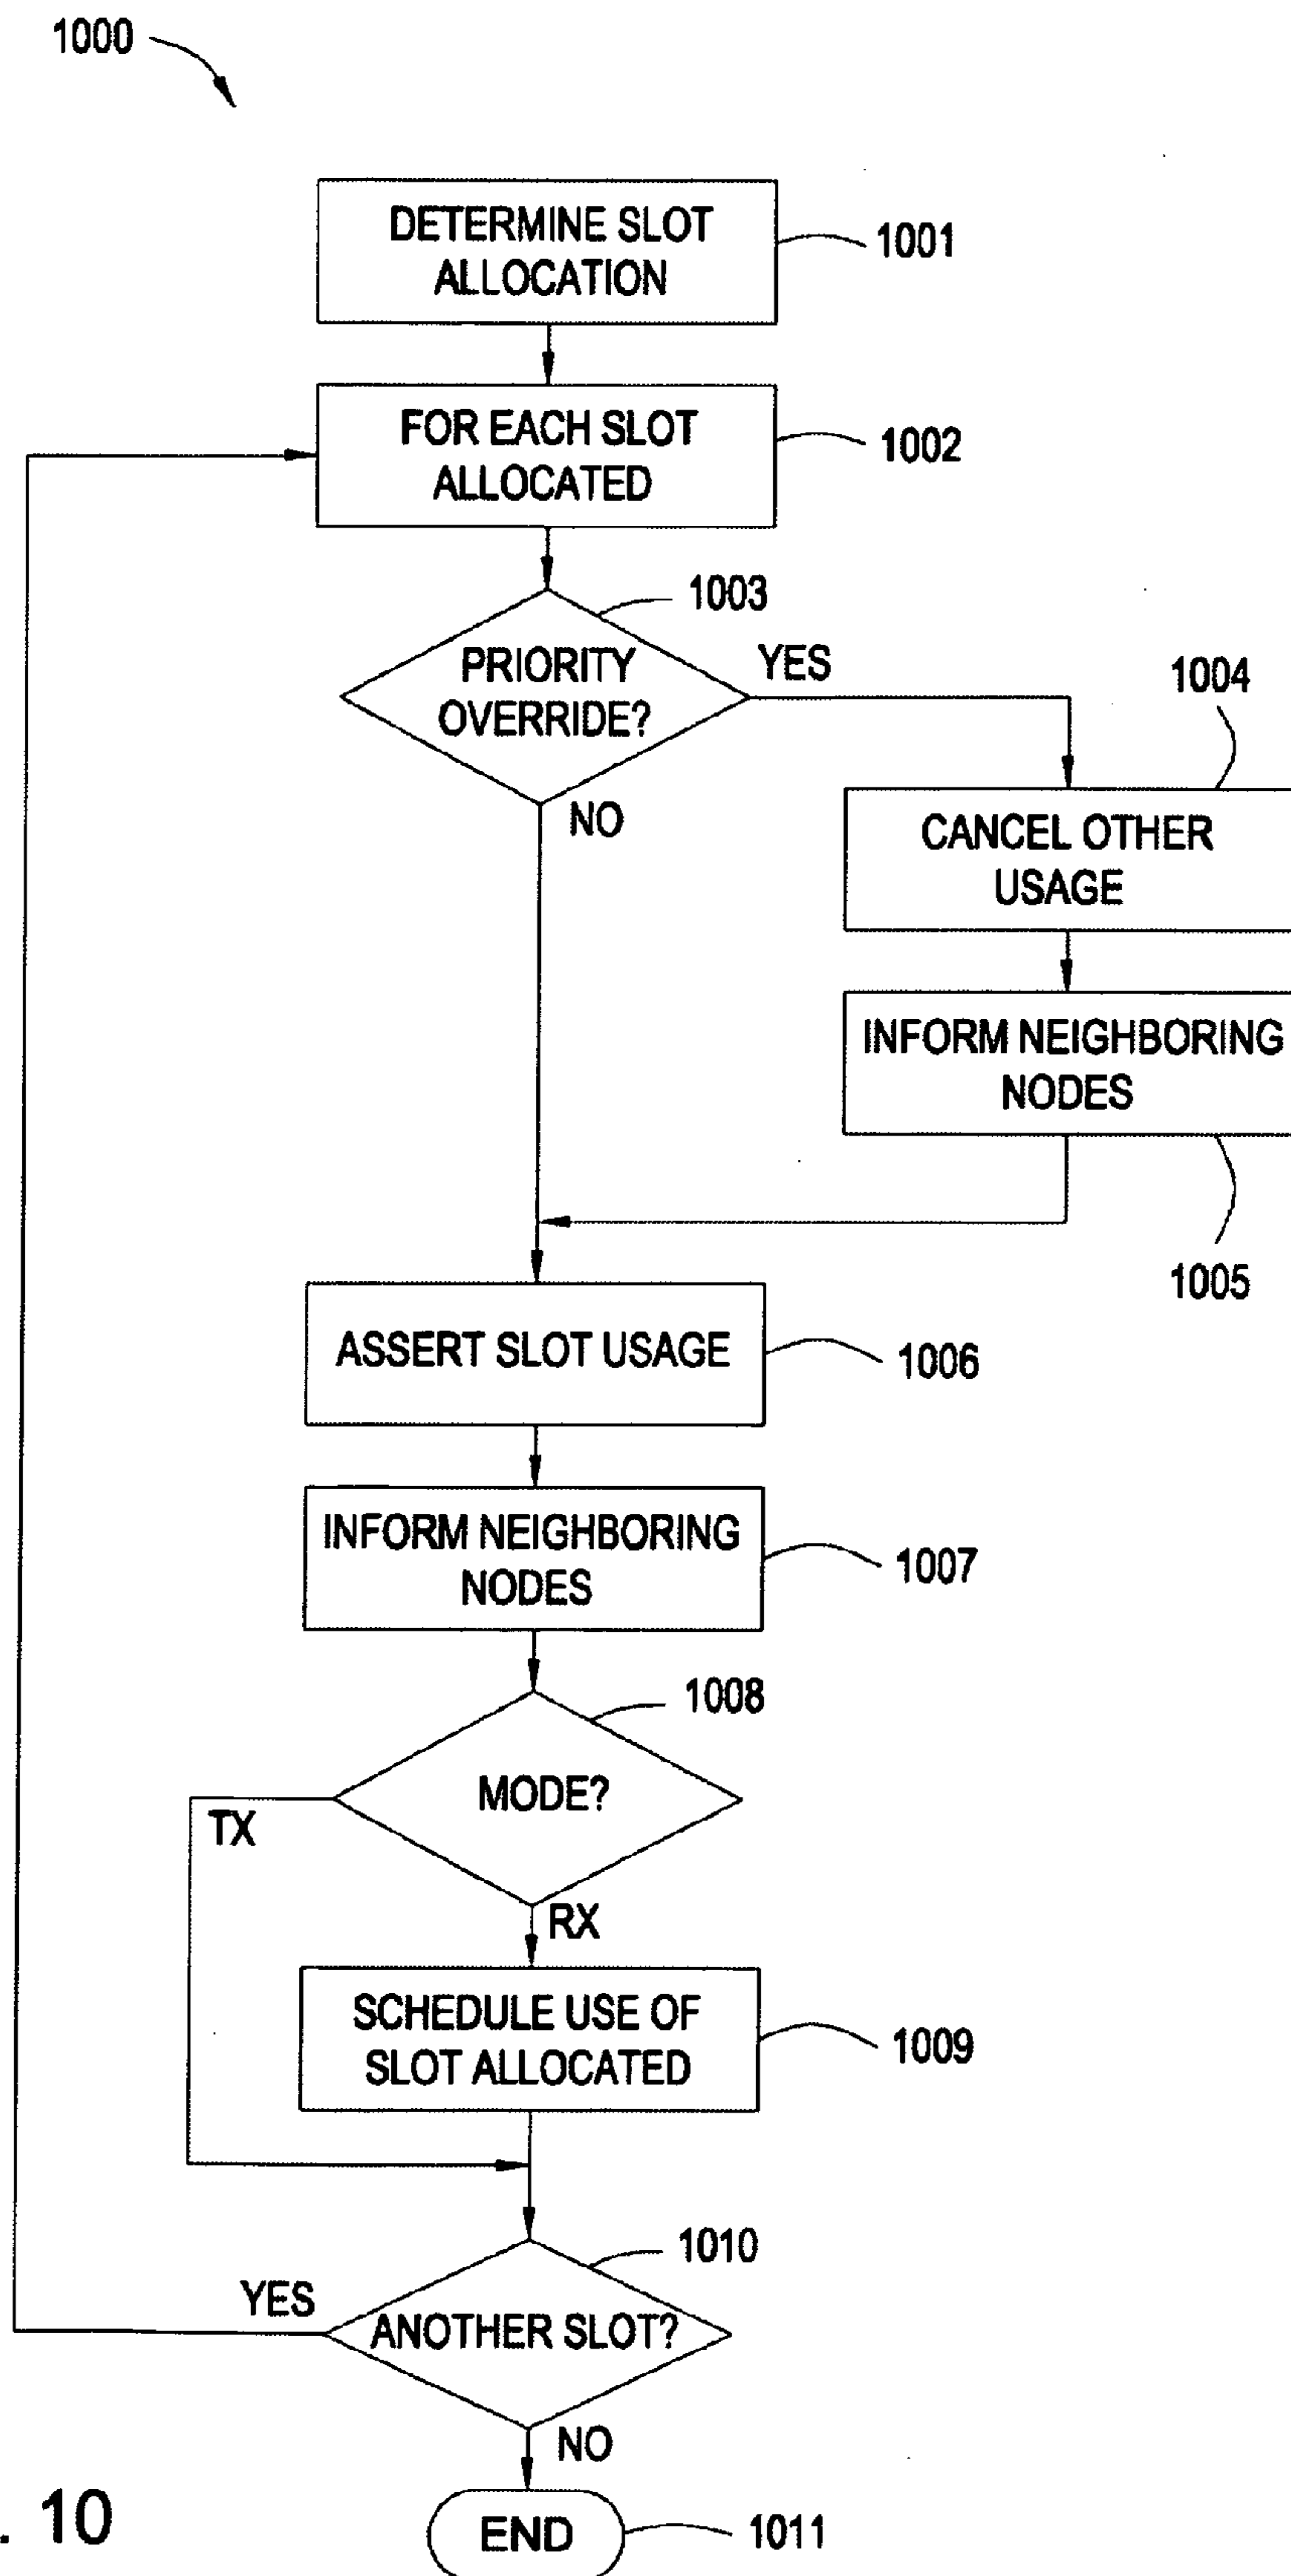 1000
DETERMINE SLOT
ALLOCATION
1001
FOR EACH SLOT
ALLOCATED
1002
1003
PRIORITY
OVERRIDE?
YES
NO
1004
CANCEL OTHER
USAGE
INFORM NEIGHBORING
NODES
1005
ASSERT SLOT USAGE
1006
INFORM NEIGHBORING
NODES
1007
1008
MODE?
TX
RX
SCHEDULE USE OF
SLOT ALLOCATED
1009
1010
YES
ANOTHER SLOT?
NO
. 10
END
1011